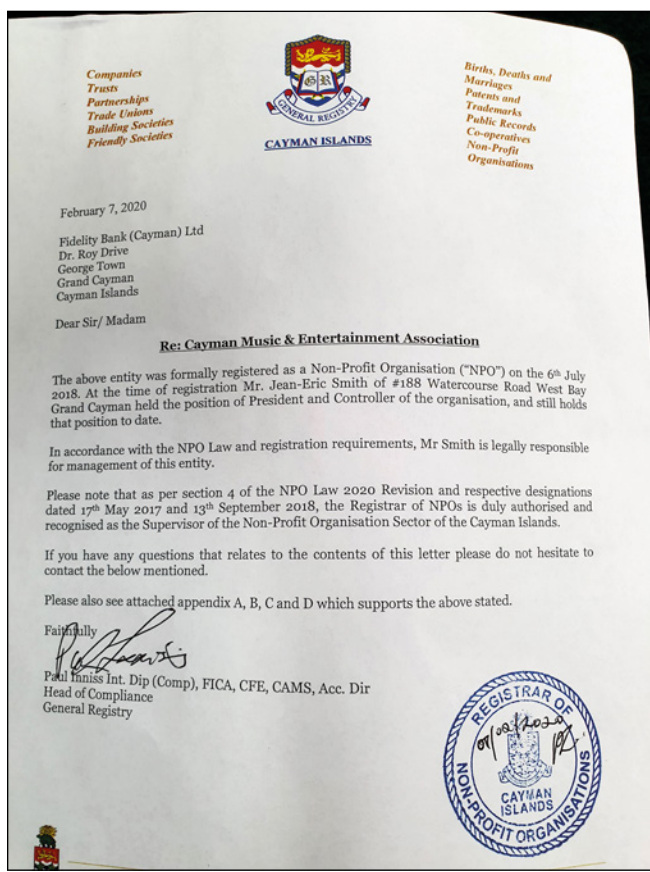 Companies
Trusts
Partnerships
Trade Unions
Building Societies
Friendly Societies
GR
GENERAL REGISTRY
CAYMAN ISLANDS
Births, Deaths and
Marriages
Patents and
Trademarks
Public Records
Co-operatives
Non-Profit
Organisations
February 7, 2020
Fidelity Bank (Cayman) Ltd
Dr. Roy Drive
George Town
Grand Cayman
Cayman Islands
Dear Sir/ Madam
Re: Cayman Music & Entertainment Association
The above entity was formally registered as a Non-Profit Organisation ("NPO") on the 6th July
2018. At the time of registration Mr. Jean-Eric Smith of #188 Watercourse Road West Bay
Grand Cayman held the position of President and Controller of the organisation, and still holds
that position to date.
In accordance with the NPO Law and registration requirements, Mr Smith is legally responsible
for management of this entity.
Please note that as per section 4 of the NPO Law 2020 Revision and respective designations
dated 17th May 2017 and 13th September 2018, the Registrar of NPOs is duly authorised and
recognised as the Supervisor of the Non-Profit Organisation Sector of the Cayman Islands.
If you have any questions that relates to the contents of this letter please do not hesitate to
contact the below mentioned.
Please also see attached appendix A, B, C and D which supports the above stated.
Faithfully
Paul Inniss Int. Dip (Comp), FICA, CFE, CAMS, Acc. Dir
Head of Compliance
General Registry
REGISTRAR OF
07/02/2020
CAYMAN
ISLANDS
NON-PROFIT ORGANISATIONS